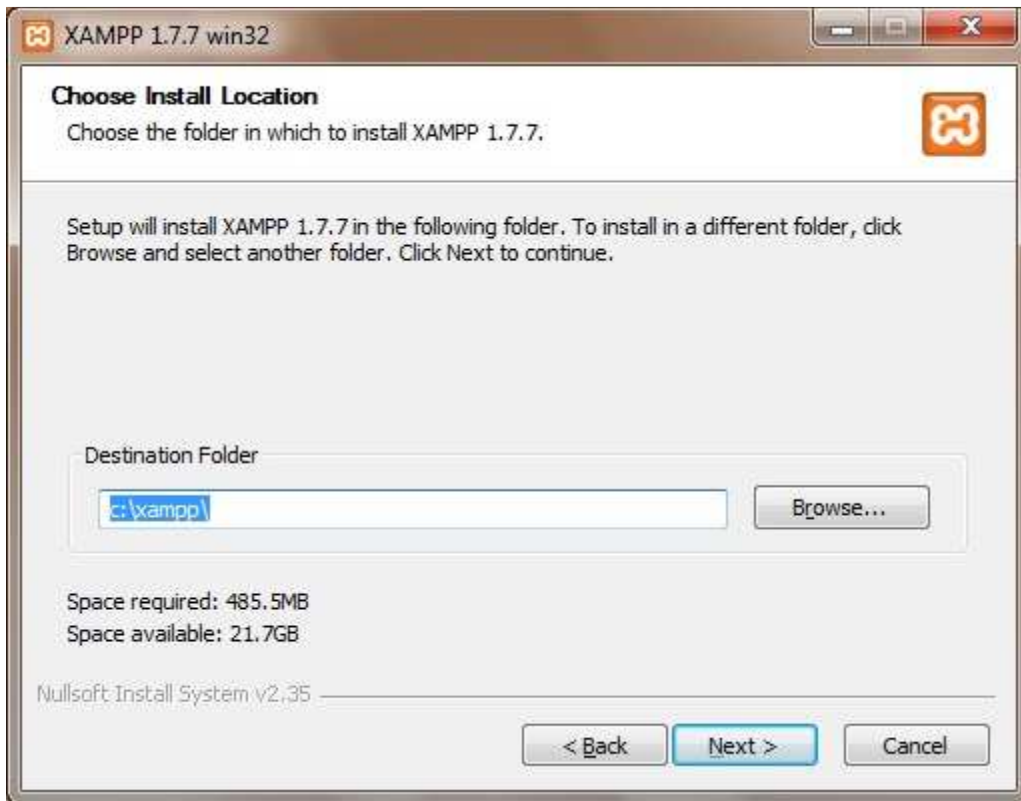 XAMPP 1.7.7 win32
Choose Install Location
Choose the folder in which to install XAMPP 1.7.7.
Setup will install XAMPP 1.7.7 in the following folder. To install in a different folder, click
Browse and select another folder. Click Next to continue.
Destination Folder
c:\xampp\
Browse...
Space required: 485.5MB
Space available: 21.7GB
Nullsoft Install System v2.35
< Back
Next >
Cancel